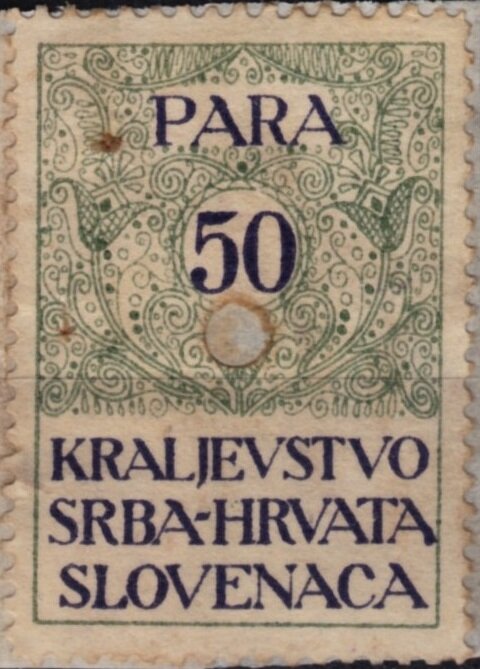 PARA
50
KRALJEVSTVO
SRBA-HRVATA
SLOVENACA